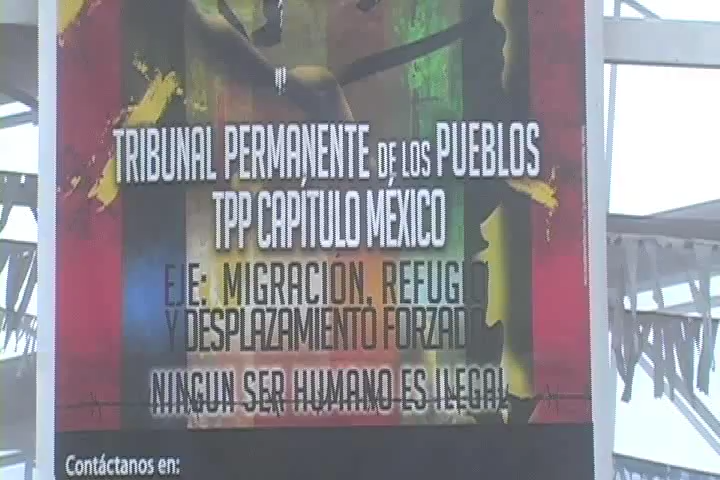 TRIBUNAL PERMANENTE DE LOS PUEBLOS
TPP CAPÍTULO MÉXICO
EJE: MIGRACIÓN, REFUGIO
Y DESPLAZAMIENTO FORZADO
NINGUN SER HUMANO ES ILEGAL
Contáctanos en: